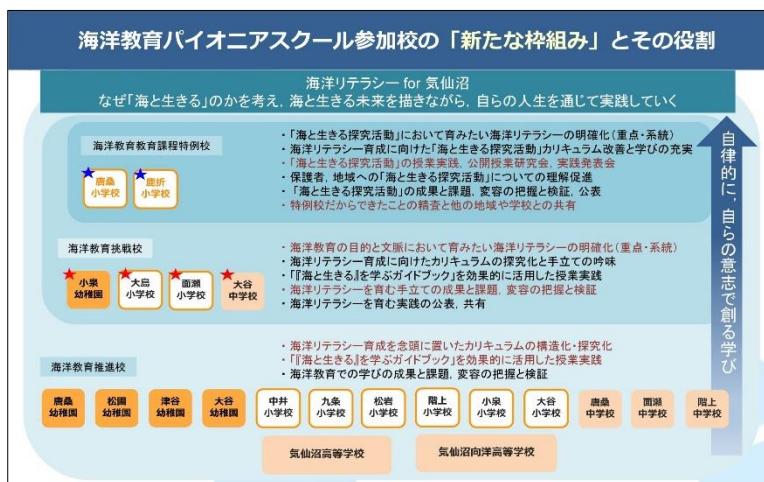 海洋教育パイオニアスクール参加校の「新たな枠組み」とその役割
海洋リテラシー for 気仙沼
なぜ「海と生きる」のかを考え，海と生きる未来を描きながら，自らの人生を通じて実践していく
海洋教育教育課程特例校
唐桑
小学校
鹿折
小学校
・「海と生きる探究活動」において育みたい海洋リテラシーの明確化（重点・系統）
・海洋リテラシー育成に向けた「海と生きる探究活動」カリキュラム改善と学びの充実
・「海と生きる探究活動」の授業実践，公開授業研究会，実践発表会
・保護者，地域への「海と生きる探究活動」についての理解促進
・「海と生きる探究活動」の成果と課題，変容の把握と検証，公表
・特例校だからできたことの精査と他の地域や学校との共有
海洋教育挑戦校
小泉
幼稚園
大島
小学校
面瀬
小学校
大谷
中学校
・海洋教育の目的と文脈において育みたい海洋リテラシーの明確化（重点・系統）
・海洋リテラシー育成に向けたカリキュラムの探究化と手立ての吟味
・「『海と生きる』を学ぶガイドブック」を効果的に活用した授業実践
・海洋リテラシーを育む手立ての成果と課題，変容の把握と検証
・海洋リテラシーを育む実践の公表，共有
海洋教育推進校
・海洋リテラシー育成を念頭に置いたカリキュラムの構造化・探究化
・「『海と生きる』を学ぶガイドブック」を効果的に活用した授業実践
・海洋教育での学びの成果と課題，変容の把握と検証
唐桑
幼稚園
松圃
幼稚園
津谷
幼稚園
大谷
幼稚園
中井
小学校
九条
小学校
松岩
小学校
階上
小学校
小泉
小学校
大谷
小学校
唐桑
中学校
面瀬
中学校
階上
中学校
気仙沼高等学校
気仙沼向洋高等学校
自律的に，自らの意志で創る学び